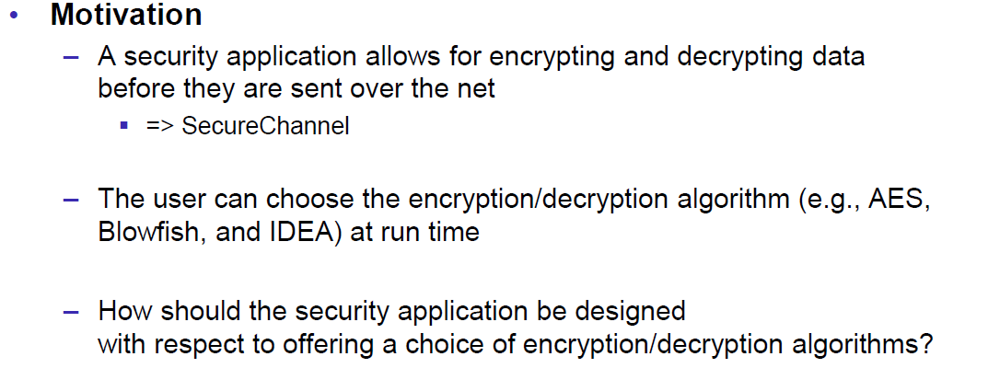 • Motivation
– A security application allows for encrypting and decrypting data
before they are sent over the net
▪ => SecureChannel
– The user can choose the encryption/decryption algorithm (e.g., AES,
Blowfish, and IDEA) at run time
– How should the security application be designed
with respect to offering a choice of encryption/decryption algorithms?